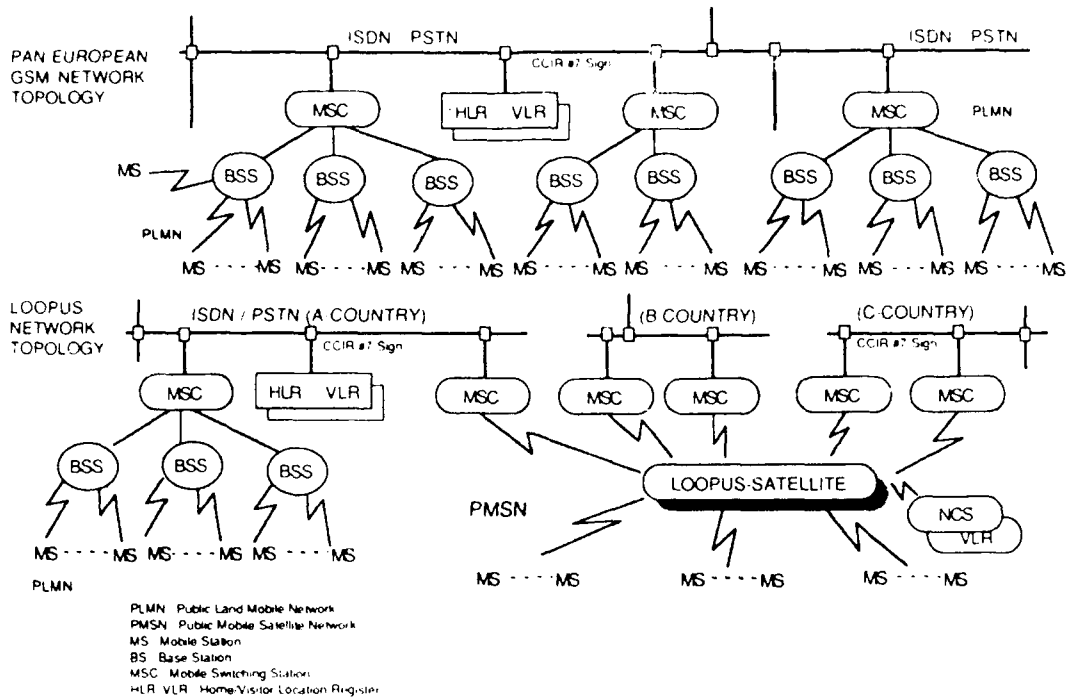 PAN EUROPEAN
GSM NETWORK
TOPOLOGY
ISDN PSTN
ISDN PSTN
CCIR #7 Sign
MSC
HLR VLR
MSC
MSC
PLMN
MS
BSS
BSS
BSS
BSS
BSS
BSS
BSS
BSS
PLMN
MS - - - - MS
MS - - - - MS
MS - - - - MS
MS - - - - MS
MS - - - - MS
MS - - - - MS
MS - - - - MS
MS - - - - MS
LOOPUS
NETWORK
TOPOLOGY
ISDN / PSTN (A-COUNTRY)
(B COUNTRY)
(C-COUNTRY)
CCIR #7 Sign
CCIR #7 Sign
MSC
HLR VLR
MSC
MSC
MSC
MSC
MSC
BSS
BSS
BSS
LOOPUS-SATELLITE
PMSN
NCS
VLR
MS - - - - MS
MS - - - - MS
MS - - - - MS
MS - - - - MS
MS - - - - MS
MS - - - - MS
PLMN
PLMN Public Land Mobile Network
PMSN Public Mobile Satellite Network
MS Mobile Station
BS Base Station
MSC Mobile Switching Station
HLR VLR Home/Visitor Location Register